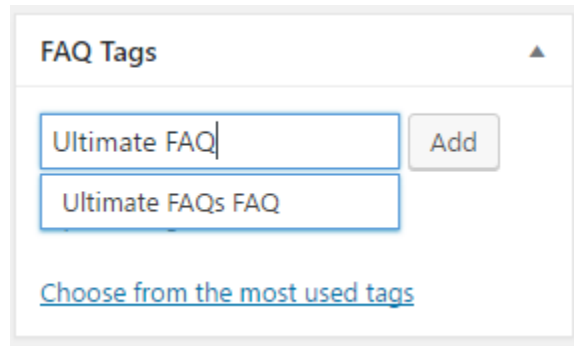 FAQ Tags
Ultimate FAQ
Add
Ultimate FAQs FAQ
Choose from the most used tags